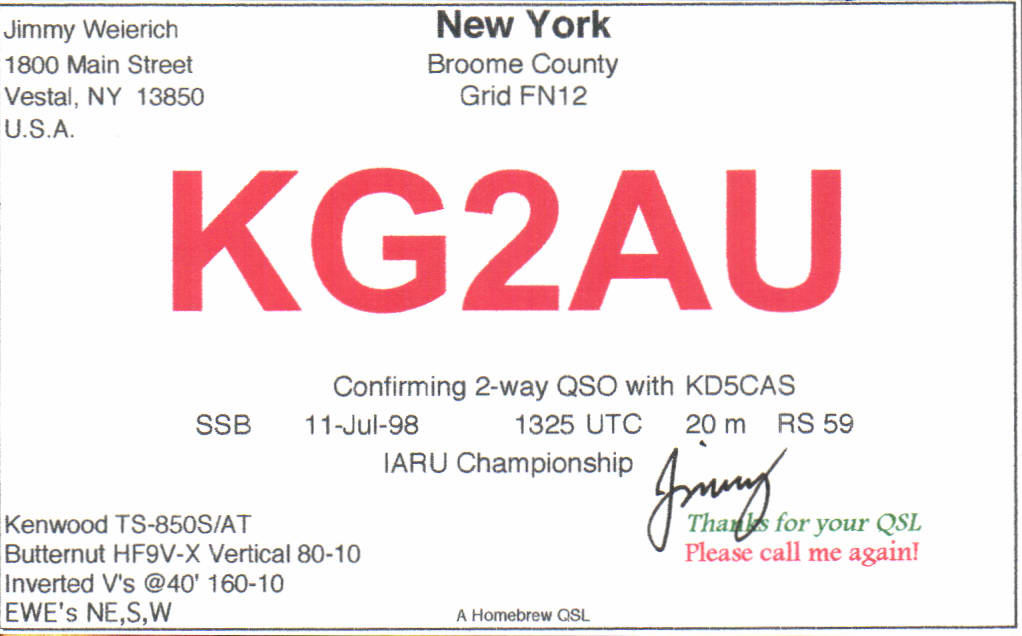 Jimmy Weierich
1800 Main Street
Vestal, NY 13850
U.S.A.
New York
Broome County
Grid FN12
KG2AU
Confirming 2-way QSO with KD5CAS
SSB 11-Jul-98 1325 UTC 20 m RS 59
IARU Championship
Jimmy
Thanks for your QSL
Please call me again!
Kenwood TS-850S/AT
Butternut HF9V-X Vertical 80-10
Inverted V's @40' 160-10
EWE's NE,S,W
A Homebrew QSL